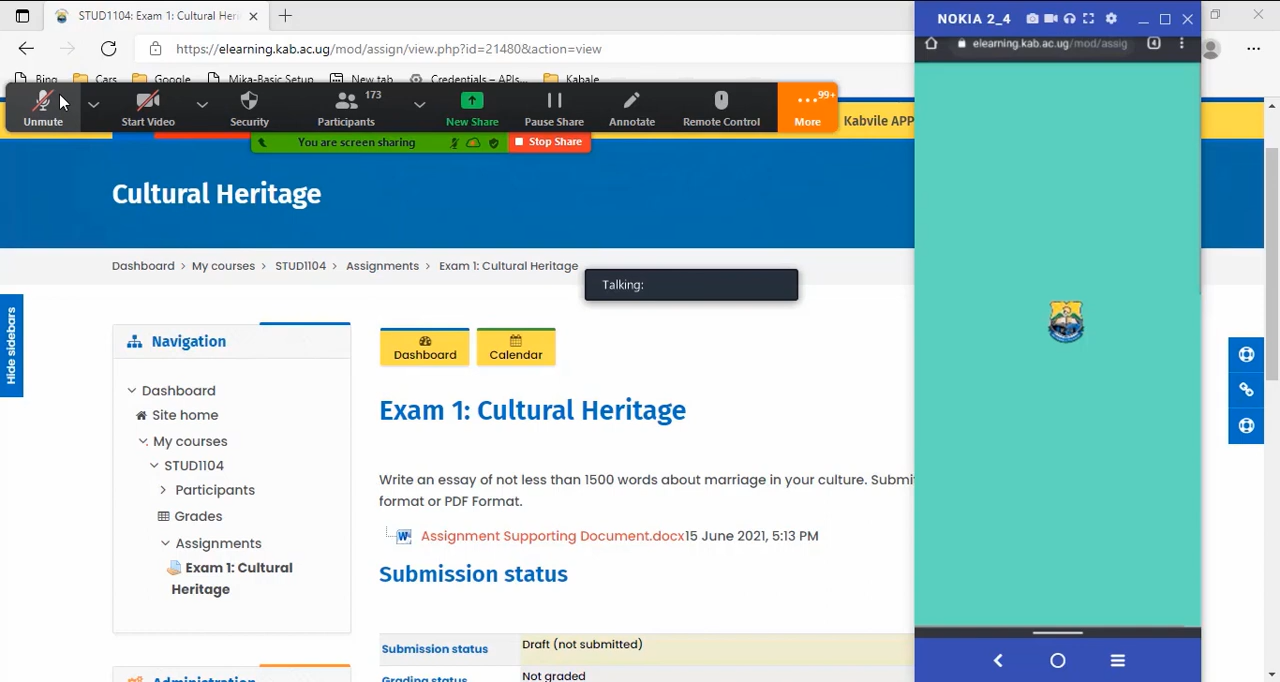 STUD1104: Exam 1: Cultural Heri
NOKIA 2_4
https://elearning.kab.ac.ug/mod/assign/view.php?id=21480&action=view
elearning.kab.ac.ug/mod/assig
Bing
Cars
Google
Mika-Basic Setup
New tab
Credentials – APIs...
Kabale
173
99+
Unmute
Start Video
Security
Participants
New Share
Pause Share
Annotate
Remote Control
More
Kabvile APP
You are screen sharing
Stop Share
Cultural Heritage
Dashboard
My courses
STUD1104
Assignments
Exam 1: Cultural Heritage
Talking:
Hide sidebars
Navigation
Dashboard
Site home
My courses
STUD1104
Participants
Grades
Assignments
Exam 1: Cultural
Heritage
Dashboard
Calendar
Exam 1: Cultural Heritage
Write an essay of not less than 1500 words about marriage in your culture. Submi
format or PDF Format.
Assignment Supporting Document.docx 15 June 2021, 5:13 PM
Submission status
Submission status
Draft (not submitted)
Grading status
Not graded
Administration